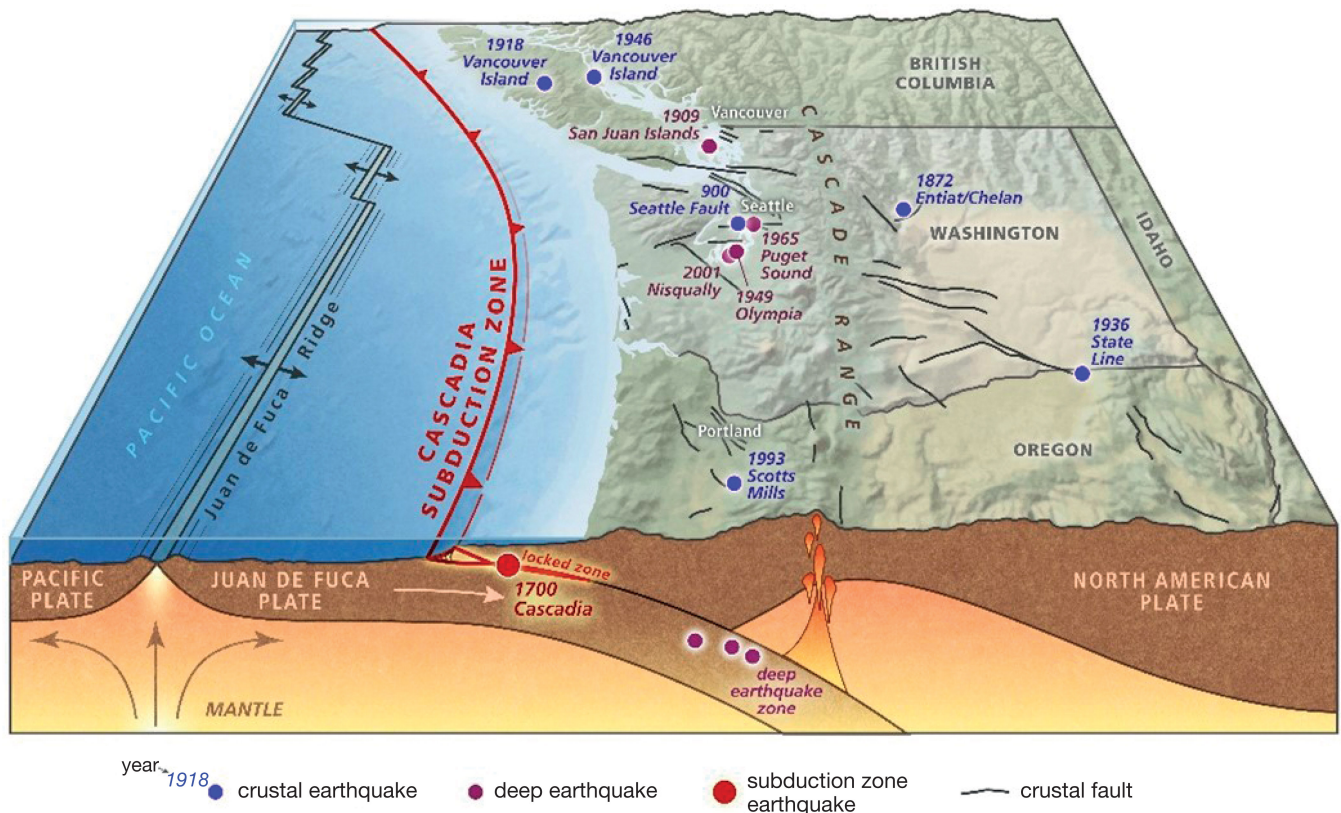 1918
Vancouver
Island
1946
Vancouver
Island
BRITISH
COLUMBIA
1909
San Juan Islands
Vancouver
CASCADE RANGE
900
Seattle Fault
Seattle
1872
Entiat/Chelan
WASHINGTON
IDAHO
1965
Puget
Sound
2001
Nisqually
1949
Olympia
PACIFIC OCEAN
Juan de Fuca Ridge
CASCADIA
SUBDUCTION ZONE
1936
State
Line
Portland
OREGON
1993
Scotts
Mills
PACIFIC
PLATE
JUAN DE FUCA
PLATE
locked zone
1700
Cascadia
NORTH AMERICAN
PLATE
deep
earthquake
zone
MANTLE
year
1918
crustal earthquake
deep earthquake
subduction zone
earthquake
crustal fault